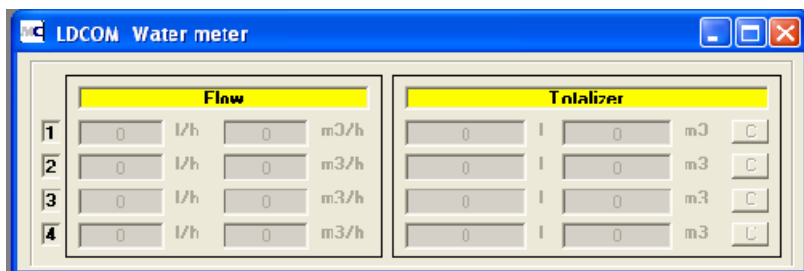 MC LDCOM Water meter
Flow Totalizer
1 0 l/h 0 m3/h 0 l 0 m3 C
2 0 l/h 0 m3/h 0 l 0 m3 C
3 0 l/h 0 m3/h 0 l 0 m3 C
4 0 l/h 0 m3/h 0 l 0 m3 C